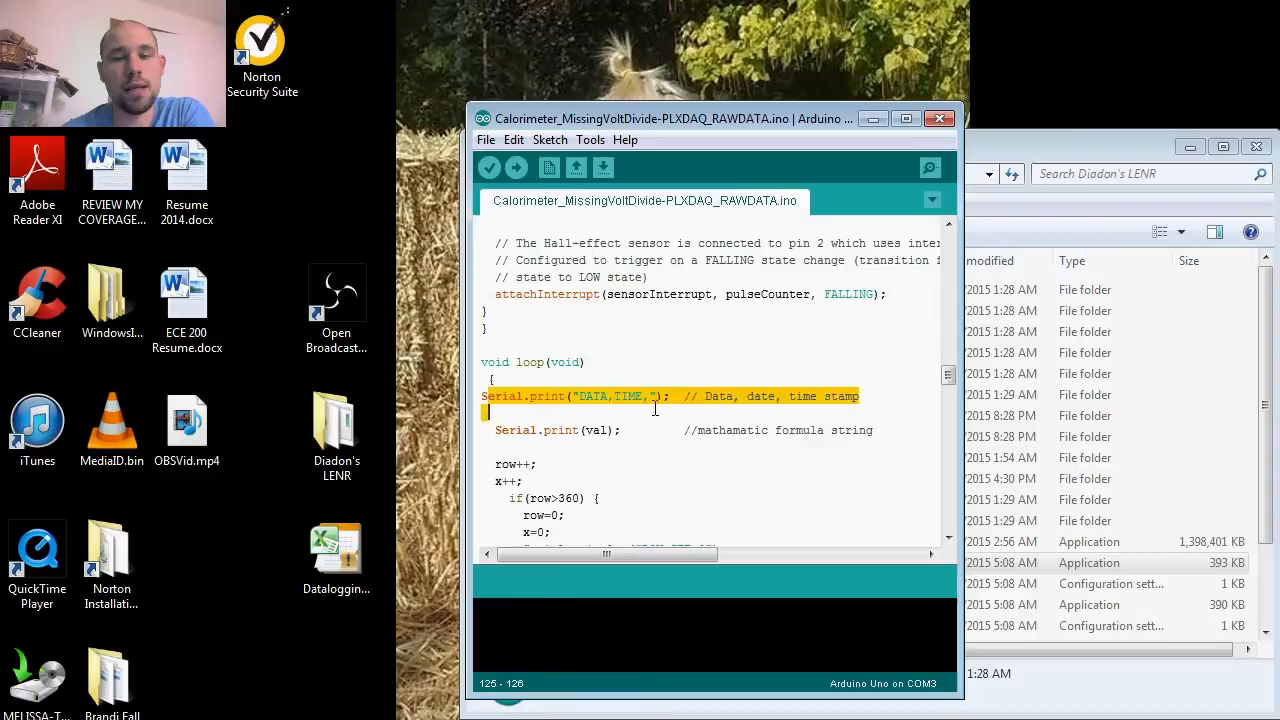 Norton
Security Suite
Adobe
Reader XI
REVIEW MY
COVERAGE...
Resume
2014.docx
CCleaner
WindowsI...
ECE 200
Resume.docx
Open
Broadcast...
iTunes
MediaID.bin
OBSVid.mp4
Diadon's
LENR
QuickTime
Player
Norton
Installati...
Dataloggin...
MELISSA-T...
Brandi Fall
Calorimeter_MissingVoltDivide-PLXDAQ_RAWDATA.ino | Arduino ...
File Edit Sketch Tools Help
Calorimeter_MissingVoltDivide-PLXDAQ_RAWDATA.ino
// The Hall-effect sensor is connected to pin 2 which uses inter
// Configured to trigger on a FALLING state change (transition f
// state to LOW state)
attachInterrupt(sensorInterrupt, pulseCounter, FALLING);
}
}
void loop(void)
{
Serial.print("DATA,TIME,"); // Data, date, time stamp
Serial.print(val); //mathamatic formula string
row++;
x++;
if(row>360) {
row=0;
x=0;
125 - 126
Arduino Uno on COM3
Search Diadon's LENR
modified Type Size
/2015 1:28 AM File folder
/2015 1:28 AM File folder
/2015 1:28 AM File folder
/2015 1:28 AM File folder
/2015 1:28 AM File folder
/2015 1:29 AM File folder
/2015 8:28 PM File folder
/2015 8:28 PM File folder
/2015 1:54 AM File folder
/2015 4:30 PM File folder
/2015 1:29 AM File folder
/2015 1:29 AM File folder
/2015 2:56 AM Application 1,398,401 KB
/2015 5:08 AM Application 393 KB
/2015 5:08 AM Configuration sett... 1 KB
/2015 5:08 AM Application 390 KB
/2015 5:08 AM Configuration sett... 1 KB
1:28 AM